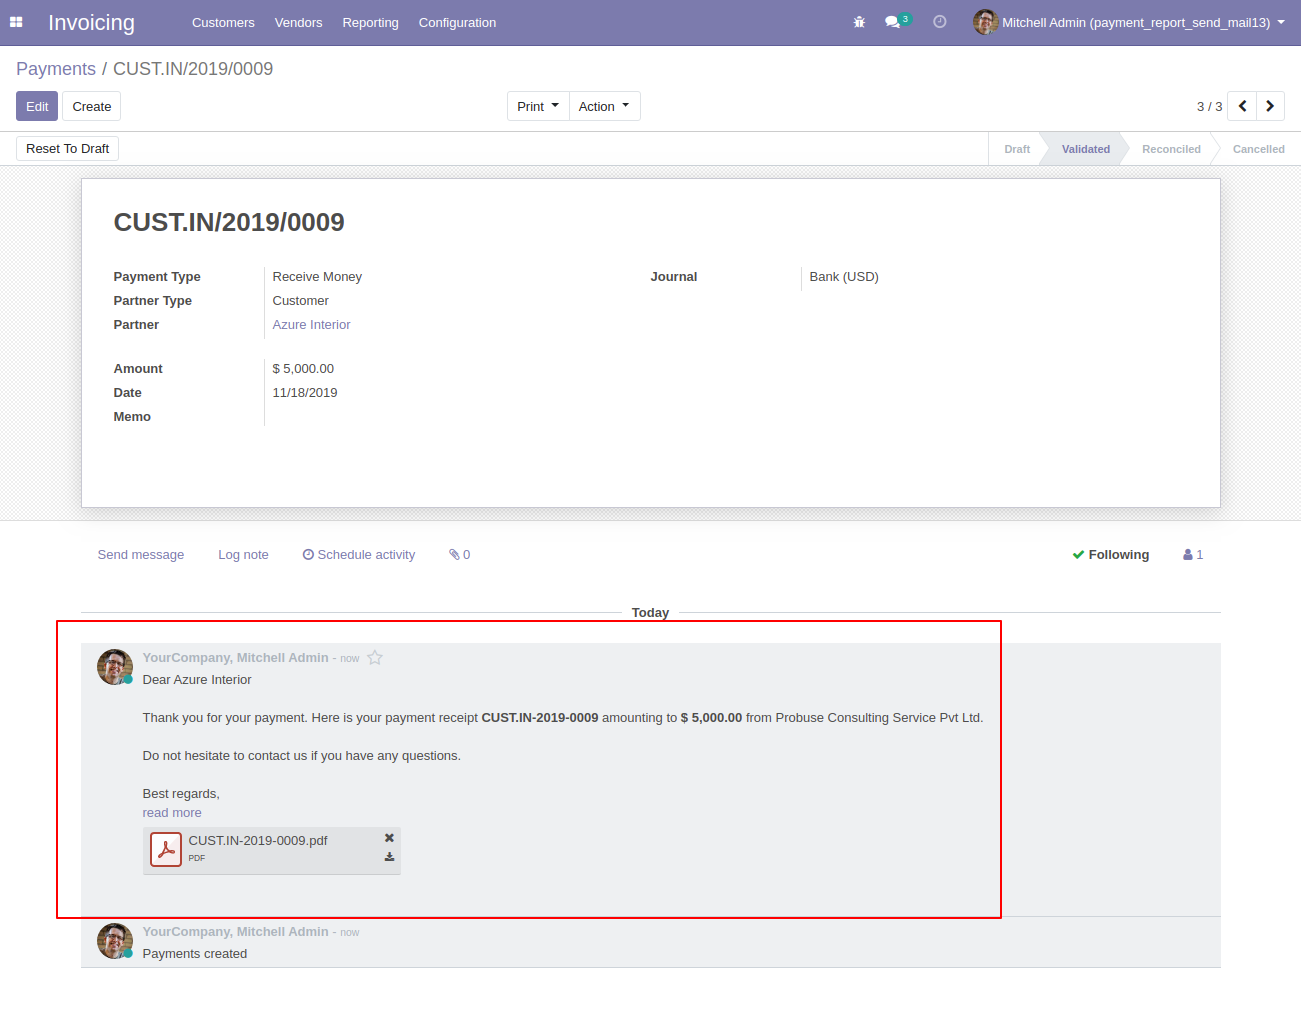 Invoicing Customers Vendors Reporting Configuration 3 Mitchell Admin (payment_report_send_mail13)
Payments / CUST.IN/2019/0009
Edit Create Print Action 3 / 3
Reset To Draft Draft Validated Reconciled Cancelled
CUST.IN/2019/0009
Payment Type Receive Money Journal Bank (USD)
Partner Type Customer
Partner Azure Interior
Amount $ 5,000.00
Date 11/18/2019
Memo
Send message Log note Schedule activity 0 Following 1
Today
YourCompany, Mitchell Admin - now
Dear Azure Interior
Thank you for your payment. Here is your payment receipt CUST.IN-2019-0009 amounting to $ 5,000.00 from Probuse Consulting Service Pvt Ltd.
Do not hesitate to contact us if you have any questions.
Best regards,
read more
CUST.IN-2019-0009.pdf
PDF
YourCompany, Mitchell Admin - now
Payments created